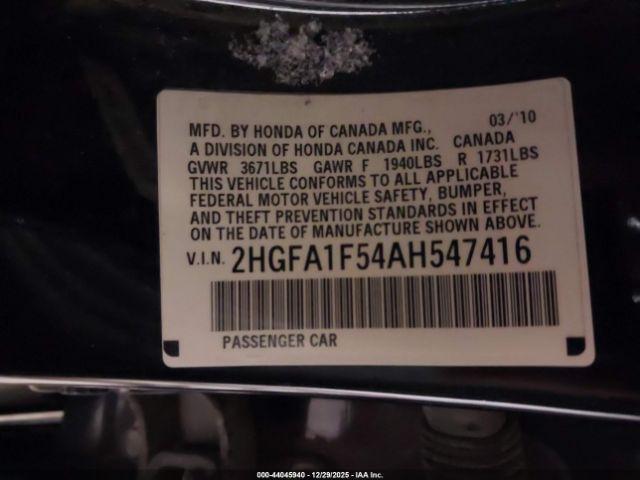 03/'10
MFD. BY HONDA OF CANADA MFG.,
A DIVISION OF HONDA CANADA INC. CANADA
GVWR 3671LBS GAWR F 1940LBS R 1731LBS
THIS VEHICLE CONFORMS TO ALL APPLICABLE
FEDERAL MOTOR VEHICLE SAFETY, BUMPER,
AND THEFT PREVENTION STANDARDS IN EFFECT
ON THE DATE OF MANUFACTURE SHOWN ABOVE.
V.I.N. 2HGFA1F54AH547416
PASSENGER CAR
000-44045940 - 12/29/2025 - IAA Inc.